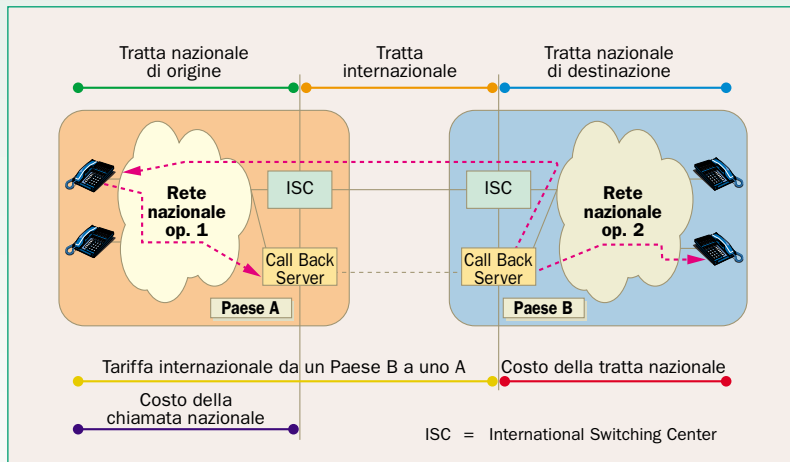 Tratta nazionale
di origine
Tratta
internazionale
Tratta nazionale
di destinazione
Rete
nazionale
op. 1
ISC
ISC
Rete
nazionale
op. 2
Call Back
Server
Call Back
Server
Paese A
Paese B
Tariffa internazionale da un Paese B a uno A
Costo della tratta nazionale
Costo della
chiamata nazionale
ISC = International Switching Center